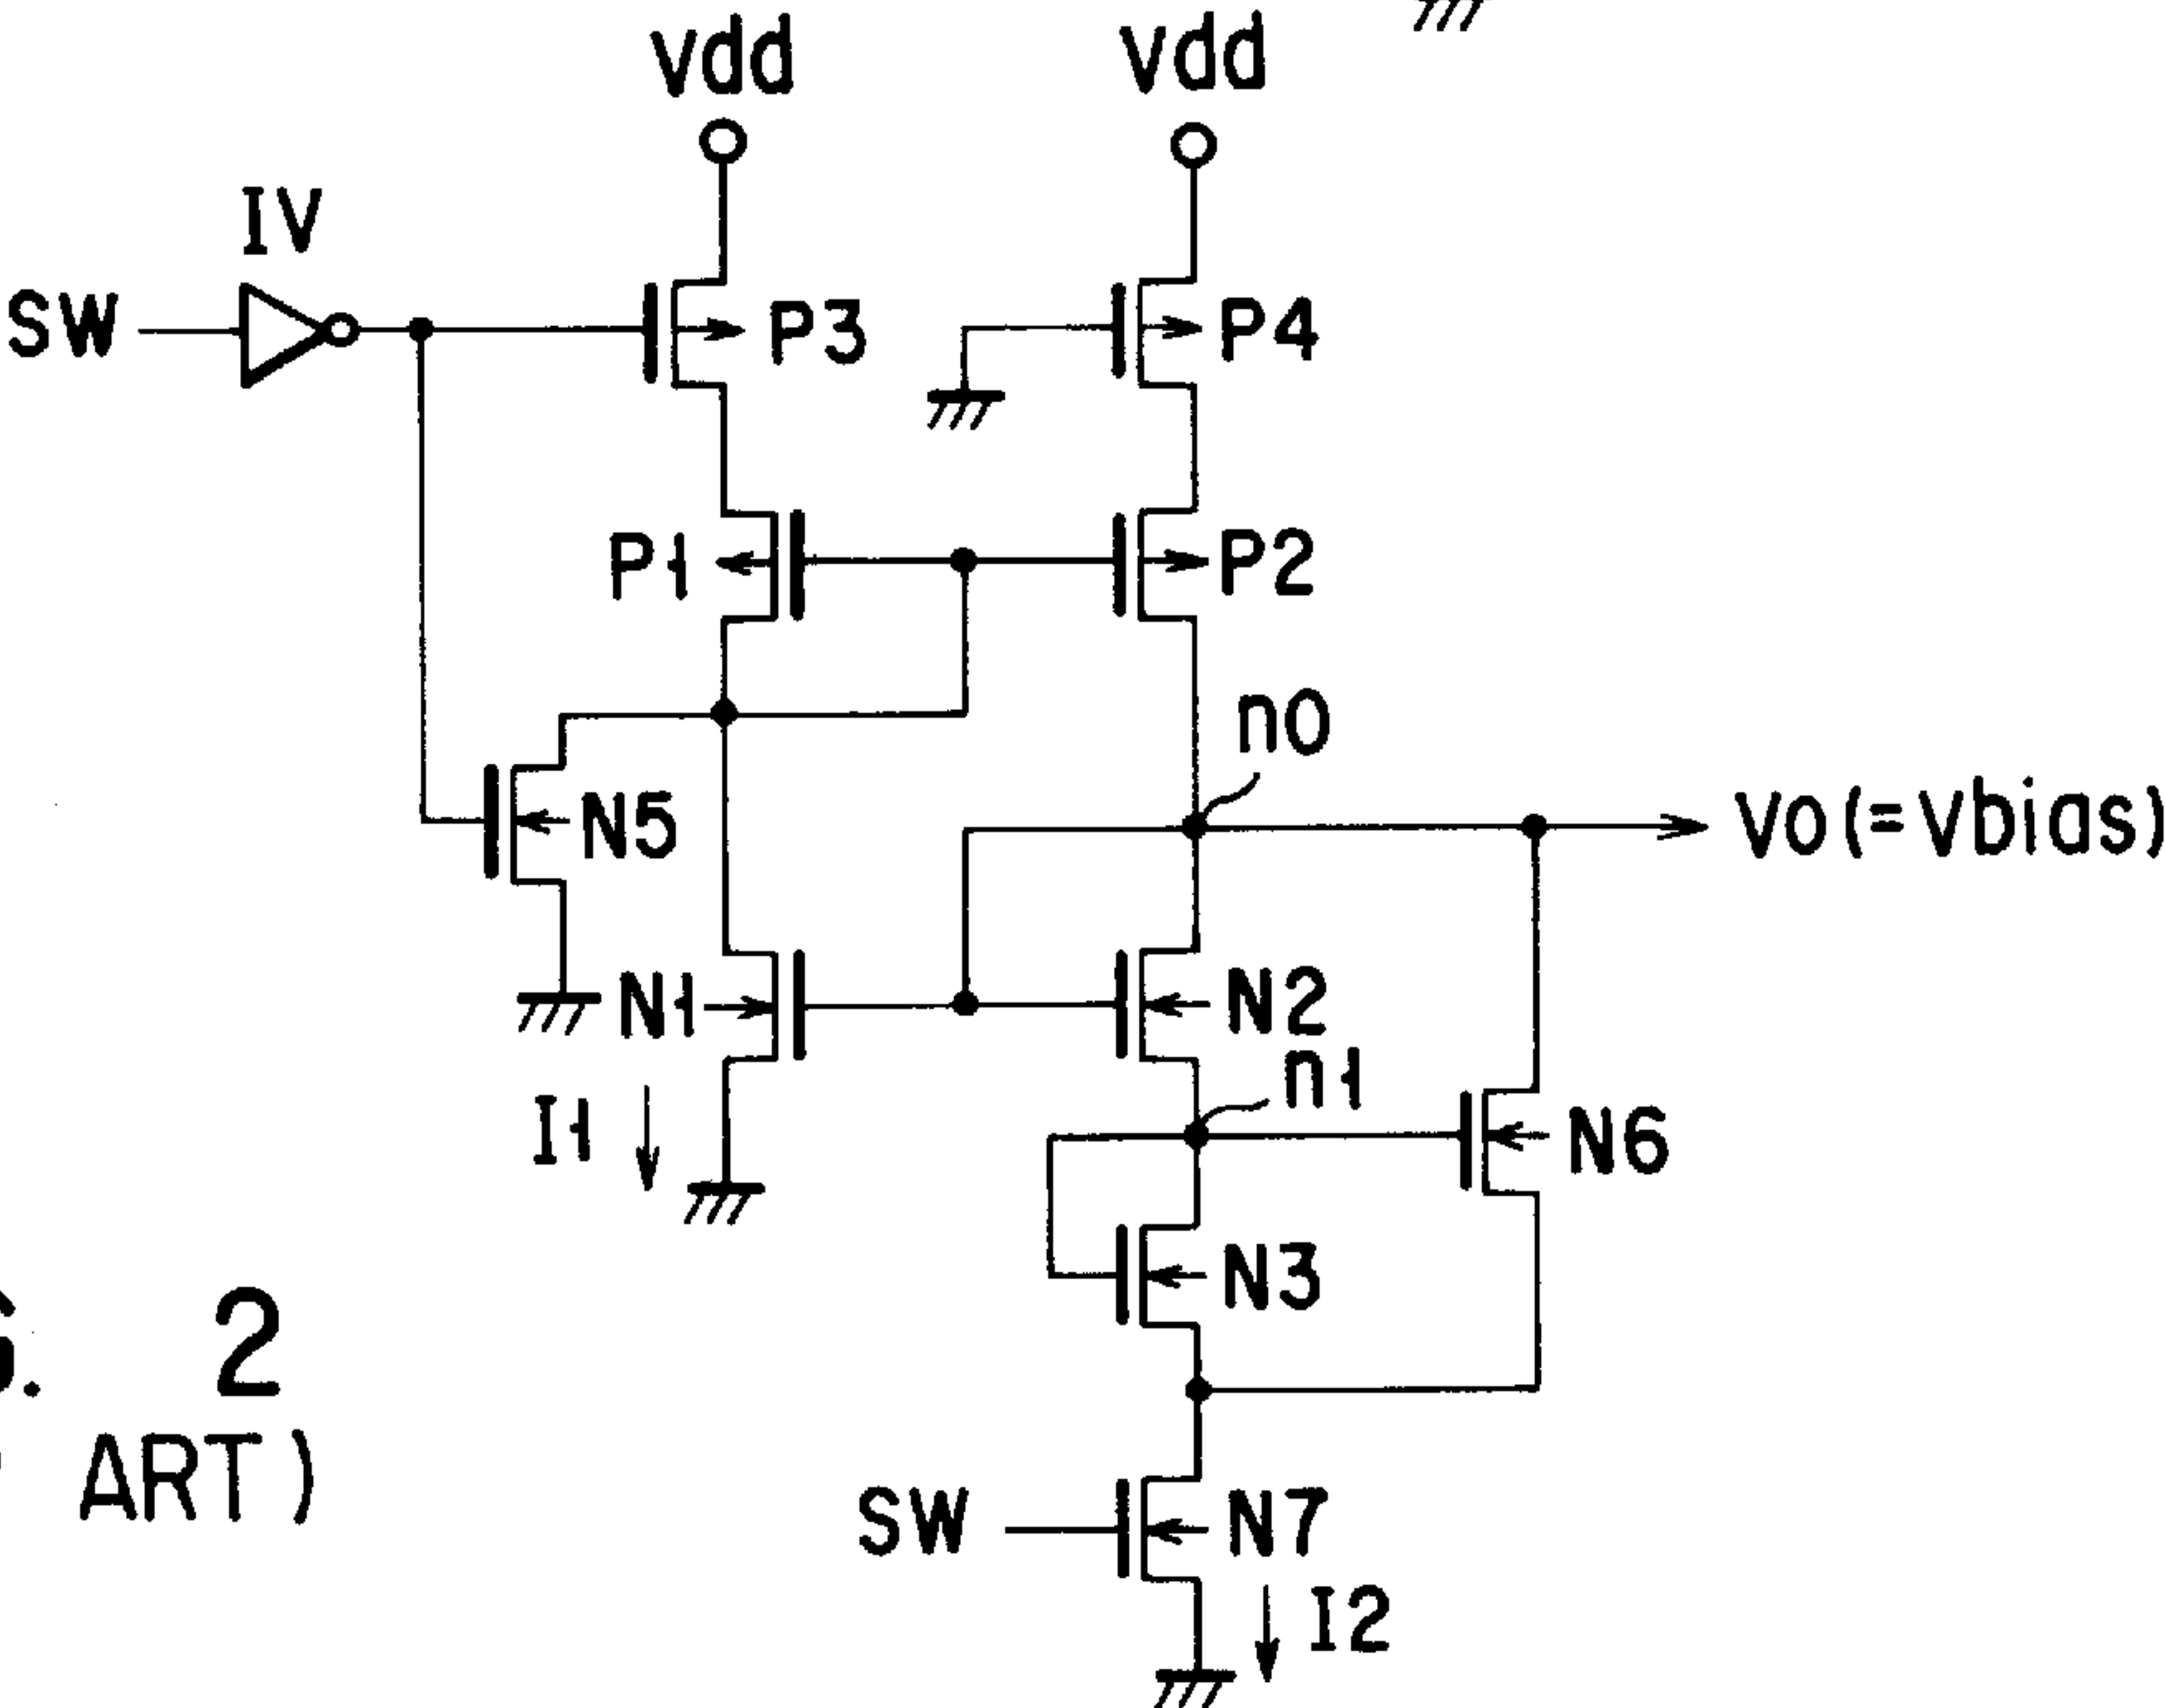 Vdd
Vdd
IV
SW
P3
P4
P1
P2
n0
N5
VO(=Vbias)
N1
N2
n1
I1
N6
N3
2
ART)
SW
N7
I2